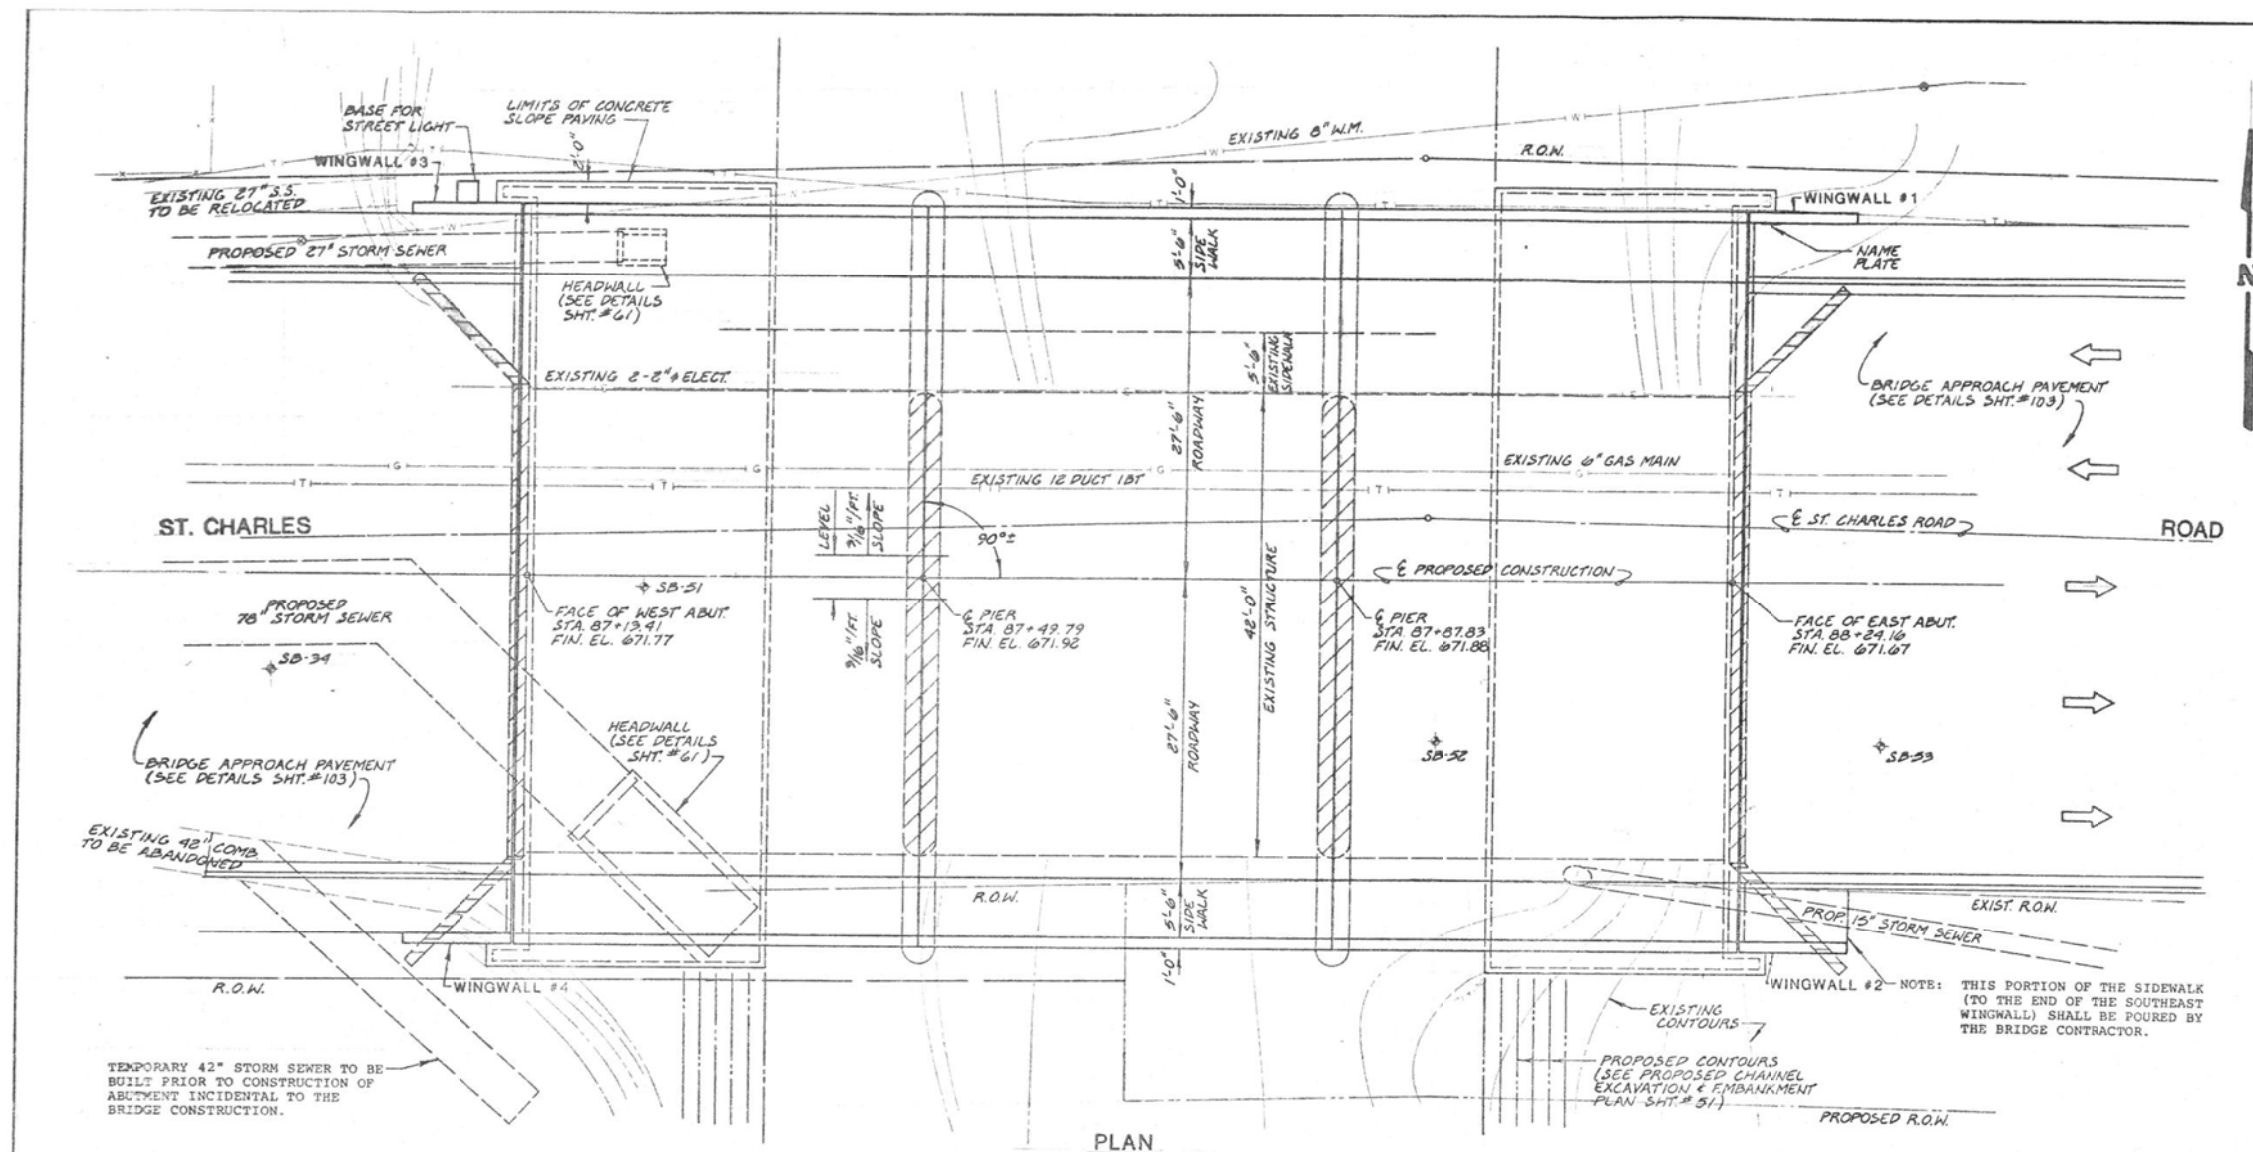 BASE FOR
STREET LIGHT
LIMITS OF CONCRETE
SLOPE PAVING
2'-0"
WINGWALL #3
EXISTING 8" W.M.
R.O.W.
EXISTING 27" S.S.
TO BE RELOCATED
1'-0"
WINGWALL #1
PROPOSED 27" STORM SEWER
5'-6"
SIDE
WALK
NAME
PLATE
N
HEADWALL
(SEE DETAILS
SHT. #61)
EXISTING 2-2"φ ELECT.
5'-6"
EXISTING
SIDEWALK
BRIDGE APPROACH PAVEMENT
(SEE DETAILS SHT. #103)
27'-6"
ROADWAY
EXISTING 6" GAS MAIN
EXISTING 12 DUCT IBT
ST. CHARLES
LEVEL
9/16"/FT.
SLOPE
90°±
℄ ST. CHARLES ROAD
ROAD
℄ PROPOSED CONSTRUCTION
SB-51
PROPOSED
78" STORM SEWER
FACE OF WEST ABUT.
STA. 87+13.41
FIN. EL. 671.77
9/16"/FT.
SLOPE
℄ PIER
STA. 87+49.79
FIN. EL. 671.92
42'-0"
EXISTING STRUCTURE
℄ PIER
STA. 87+87.83
FIN. EL. 671.88
FACE OF EAST ABUT.
STA. 88+24.16
FIN. EL. 671.67
SB-34
HEADWALL
(SEE DETAILS
SHT. #61)
27'-6"
ROADWAY
SB-52
SB-53
BRIDGE APPROACH PAVEMENT
(SEE DETAILS SHT. #103)
EXISTING 42" COMB.
TO BE ABANDONED
R.O.W.
5'-6"
SIDE
WALK
EXIST. R.O.W.
PROP. 15" STORM SEWER
1'-0"
R.O.W.
WINGWALL #4
WINGWALL #2
NOTE: THIS PORTION OF THE SIDEWALK
(TO THE END OF THE SOUTHEAST
WINGWALL) SHALL BE POURED BY
THE BRIDGE CONTRACTOR.
EXISTING
CONTOURS
TEMPORARY 42" STORM SEWER TO BE
BUILT PRIOR TO CONSTRUCTION OF
ABUTMENT INCIDENTAL TO THE
BRIDGE CONSTRUCTION.
PROPOSED CONTOURS
(SEE PROPOSED CHANNEL
EXCAVATION & EMBANKMENT
PLAN SHT. #51)
PROPOSED R.O.W.
PLAN